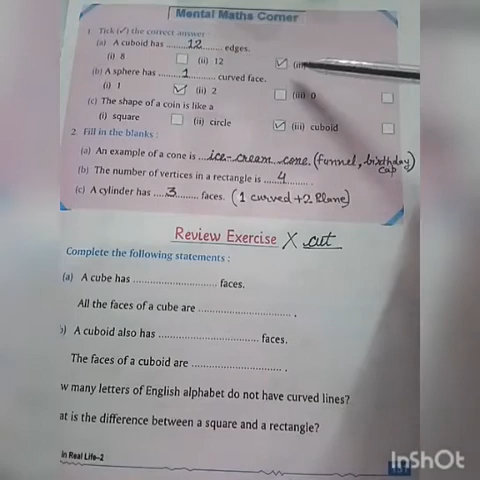 Mental Maths Corner
1. Tick (✓) the correct answer :
(a) A cuboid has ........12........ edges.
(i) 8 (ii) 12 ✓ (iii)
(b) A sphere has ........1........ curved face.
(i) 1 ✓ (ii) 2 (iii) 0
(c) The shape of a coin is like a
(i) square (ii) circle ✓ (iii) cuboid
2. Fill in the blanks :
(a) An example of a cone is ...ice-cream cone. (funnel, birthday cap)
(b) The number of vertices in a rectangle is ......4......
(c) A cylinder has ....3........ faces. (1 curved + 2 Plane)
Review Exercise X cut
Complete the following statements :
(a) A cube has ............................ faces.
All the faces of a cube are ............................ .
b) A cuboid also has ................................ faces.
The faces of a cuboid are ............................ .
w many letters of English alphabet do not have curved lines?
at is the difference between a square and a rectangle?
in Real Life–2
InShOt